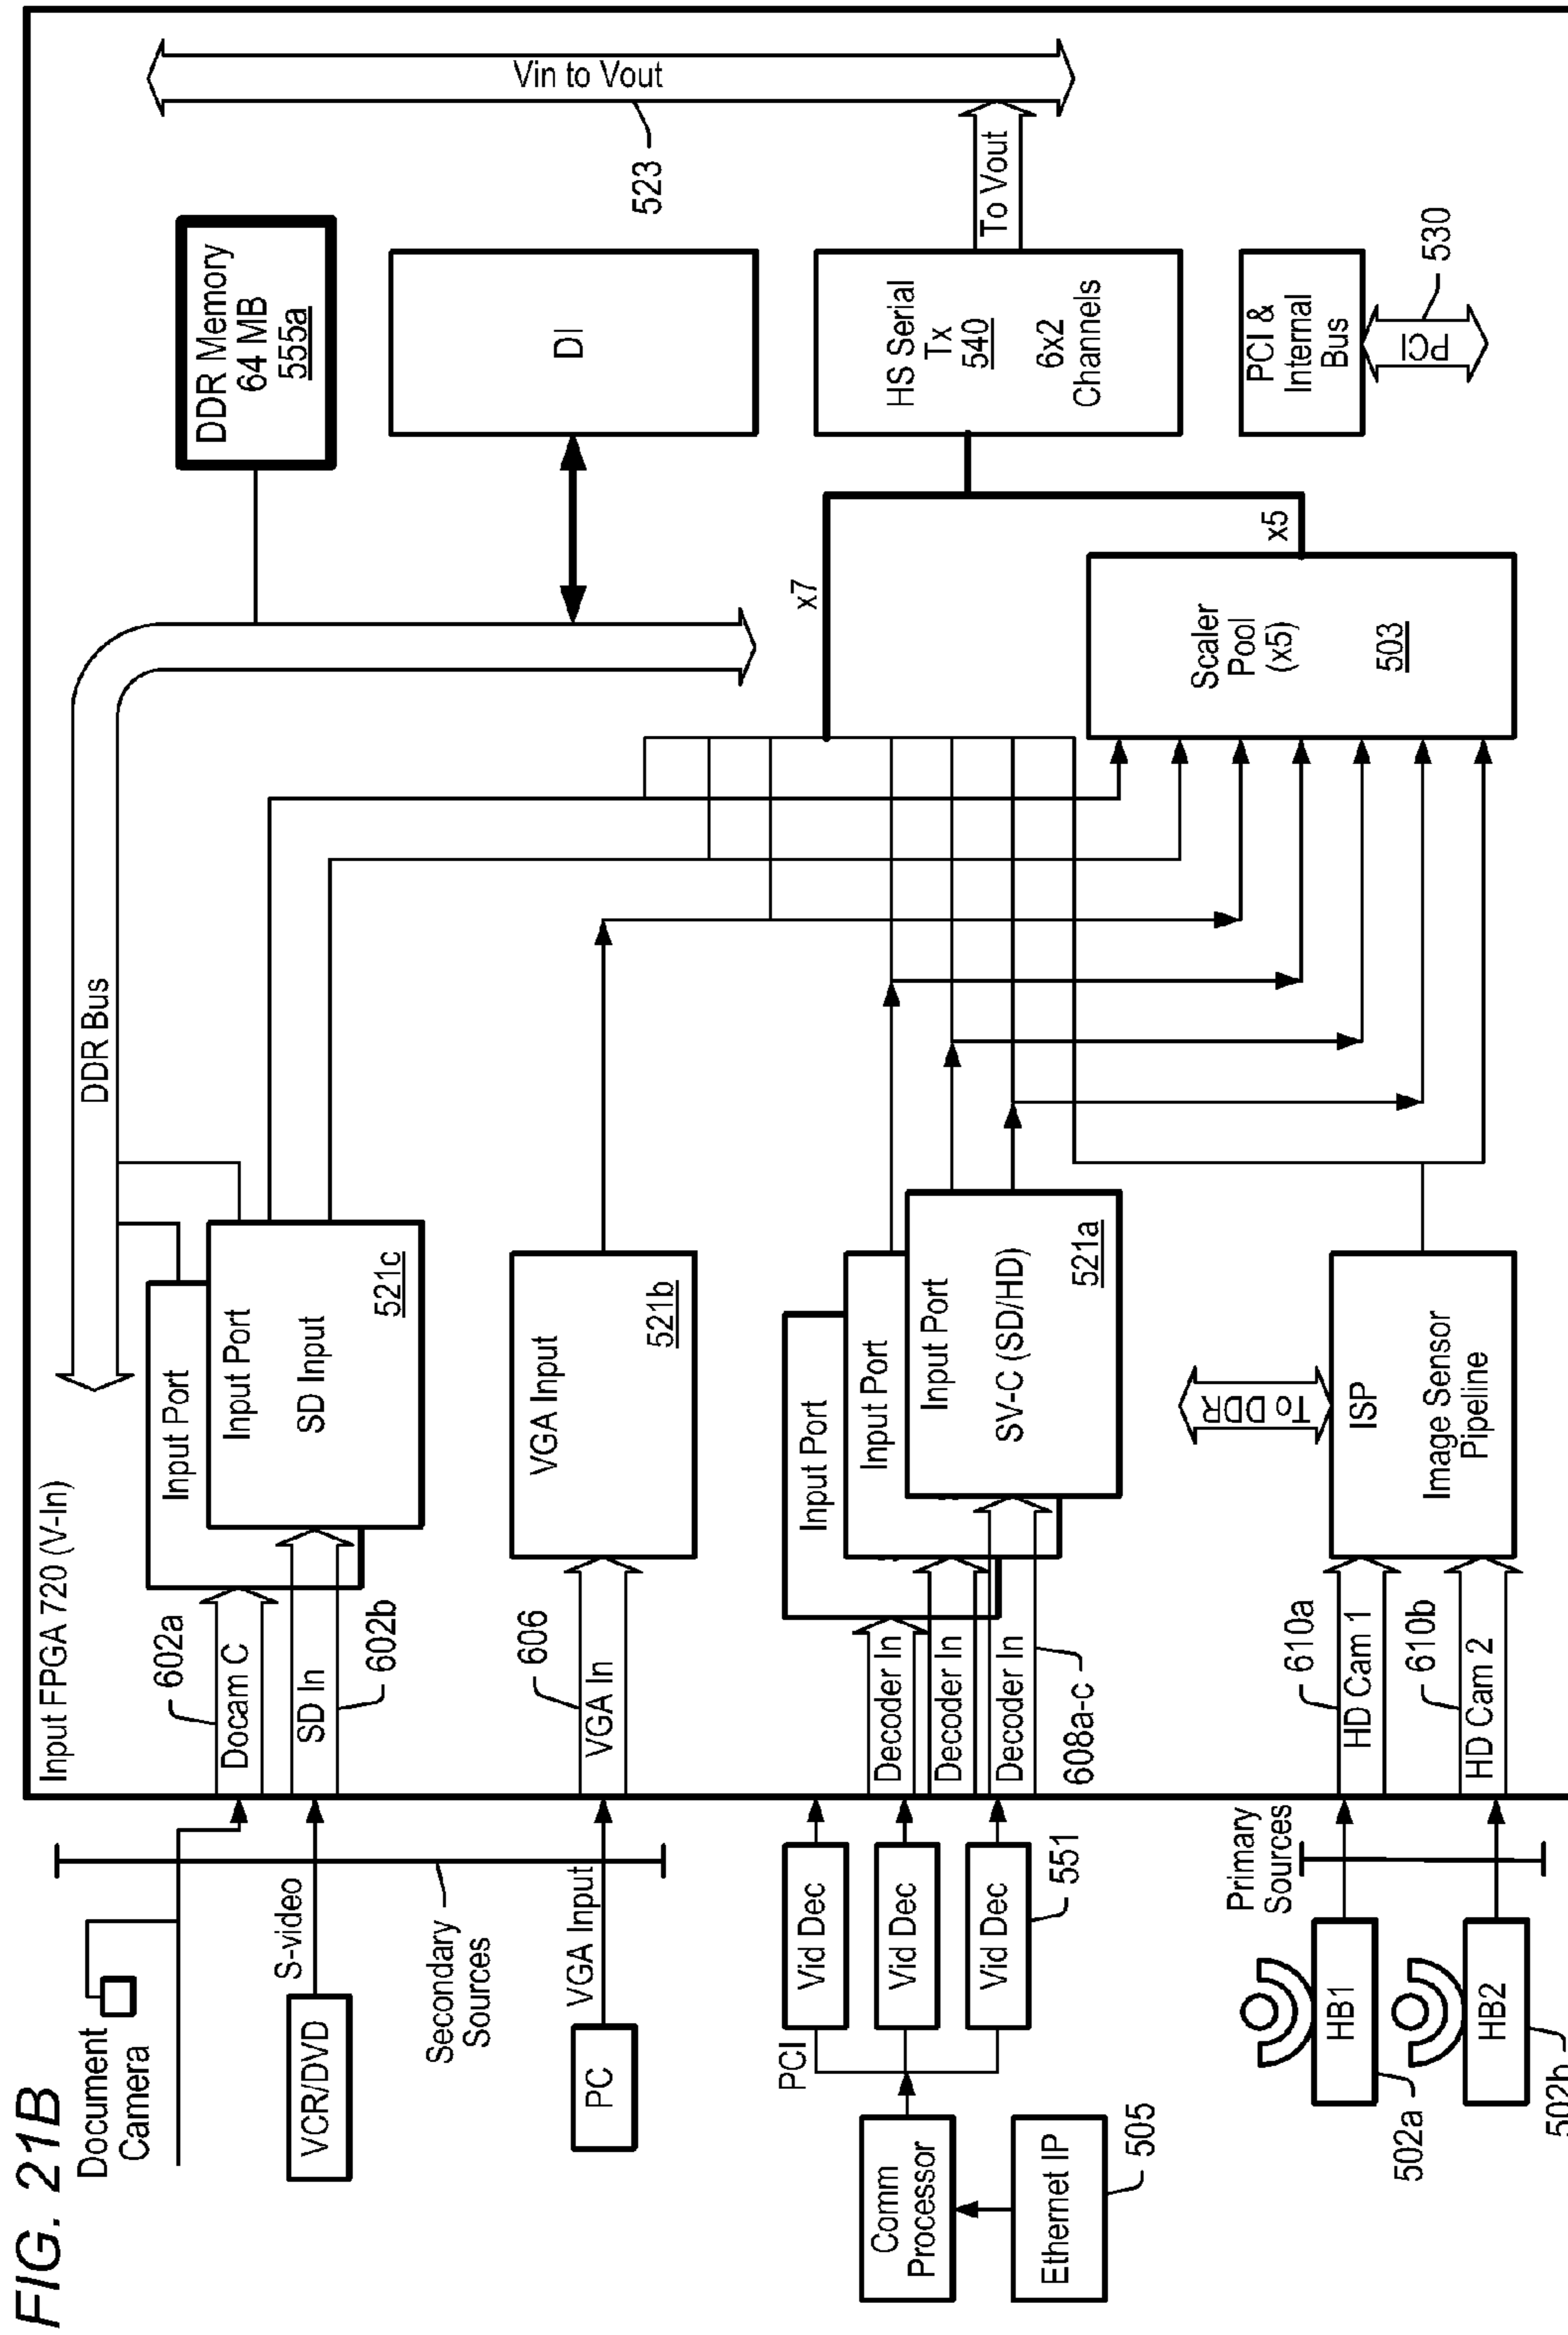 FIG. 21B
Document
Camera
VCR/DVD
S-video
Secondary
Sources
PC
VGA Input
PCI
Vid Dec
Vid Dec
Vid Dec
551
Comm
Processor
Ethernet IP
505
Primary
Sources
HB1
502a
HB2
502b
Input FPGA 720 (V-In)
602a
Docam C
SD In
602b
606
VGA In
Decoder In
Decoder In
Decoder In
608a-c
610a
HD Cam 1
610b
HD Cam 2
DDR Bus
Input Port
Input Port
SD Input
521c
VGA Input
521b
Input Port
Input Port
Input Port
SV-C (SD/HD)
521a
To DDR
ISP
Image Sensor
Pipeline
x7
x5
Scaler
Pool
(x5)
503
DDR Memory
64 MB
555a
DI
HS Serial
Tx
540
6x2
Channels
PCI &
Internal
Bus
PCI
530
To Vout
523
Vin to Vout